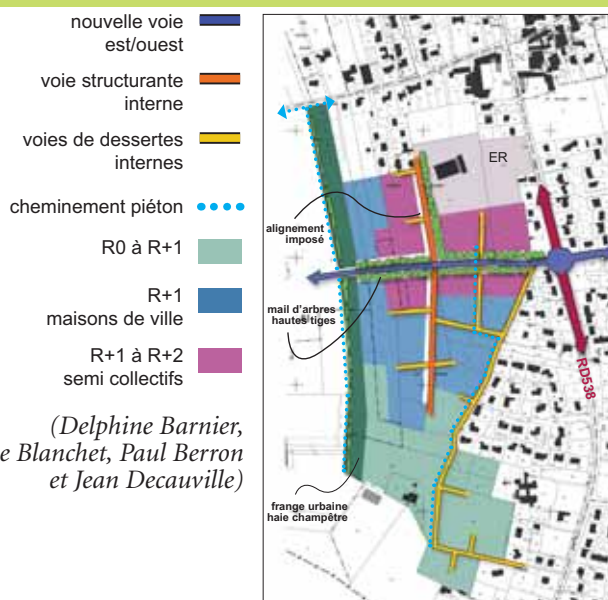 nouvelle voie
est/ouest
voie structurante
interne
voies de dessertes
internes
cheminement piéton
R0 à R+1
R+1
maisons de ville
R+1 à R+2
semi collectifs
(Delphine Barnier,
e Blanchet, Paul Berron
et Jean Decauville)
ER
alignement
imposé
mail d'arbres
hautes tiges
RD538
frange urbaine
haie champêtre